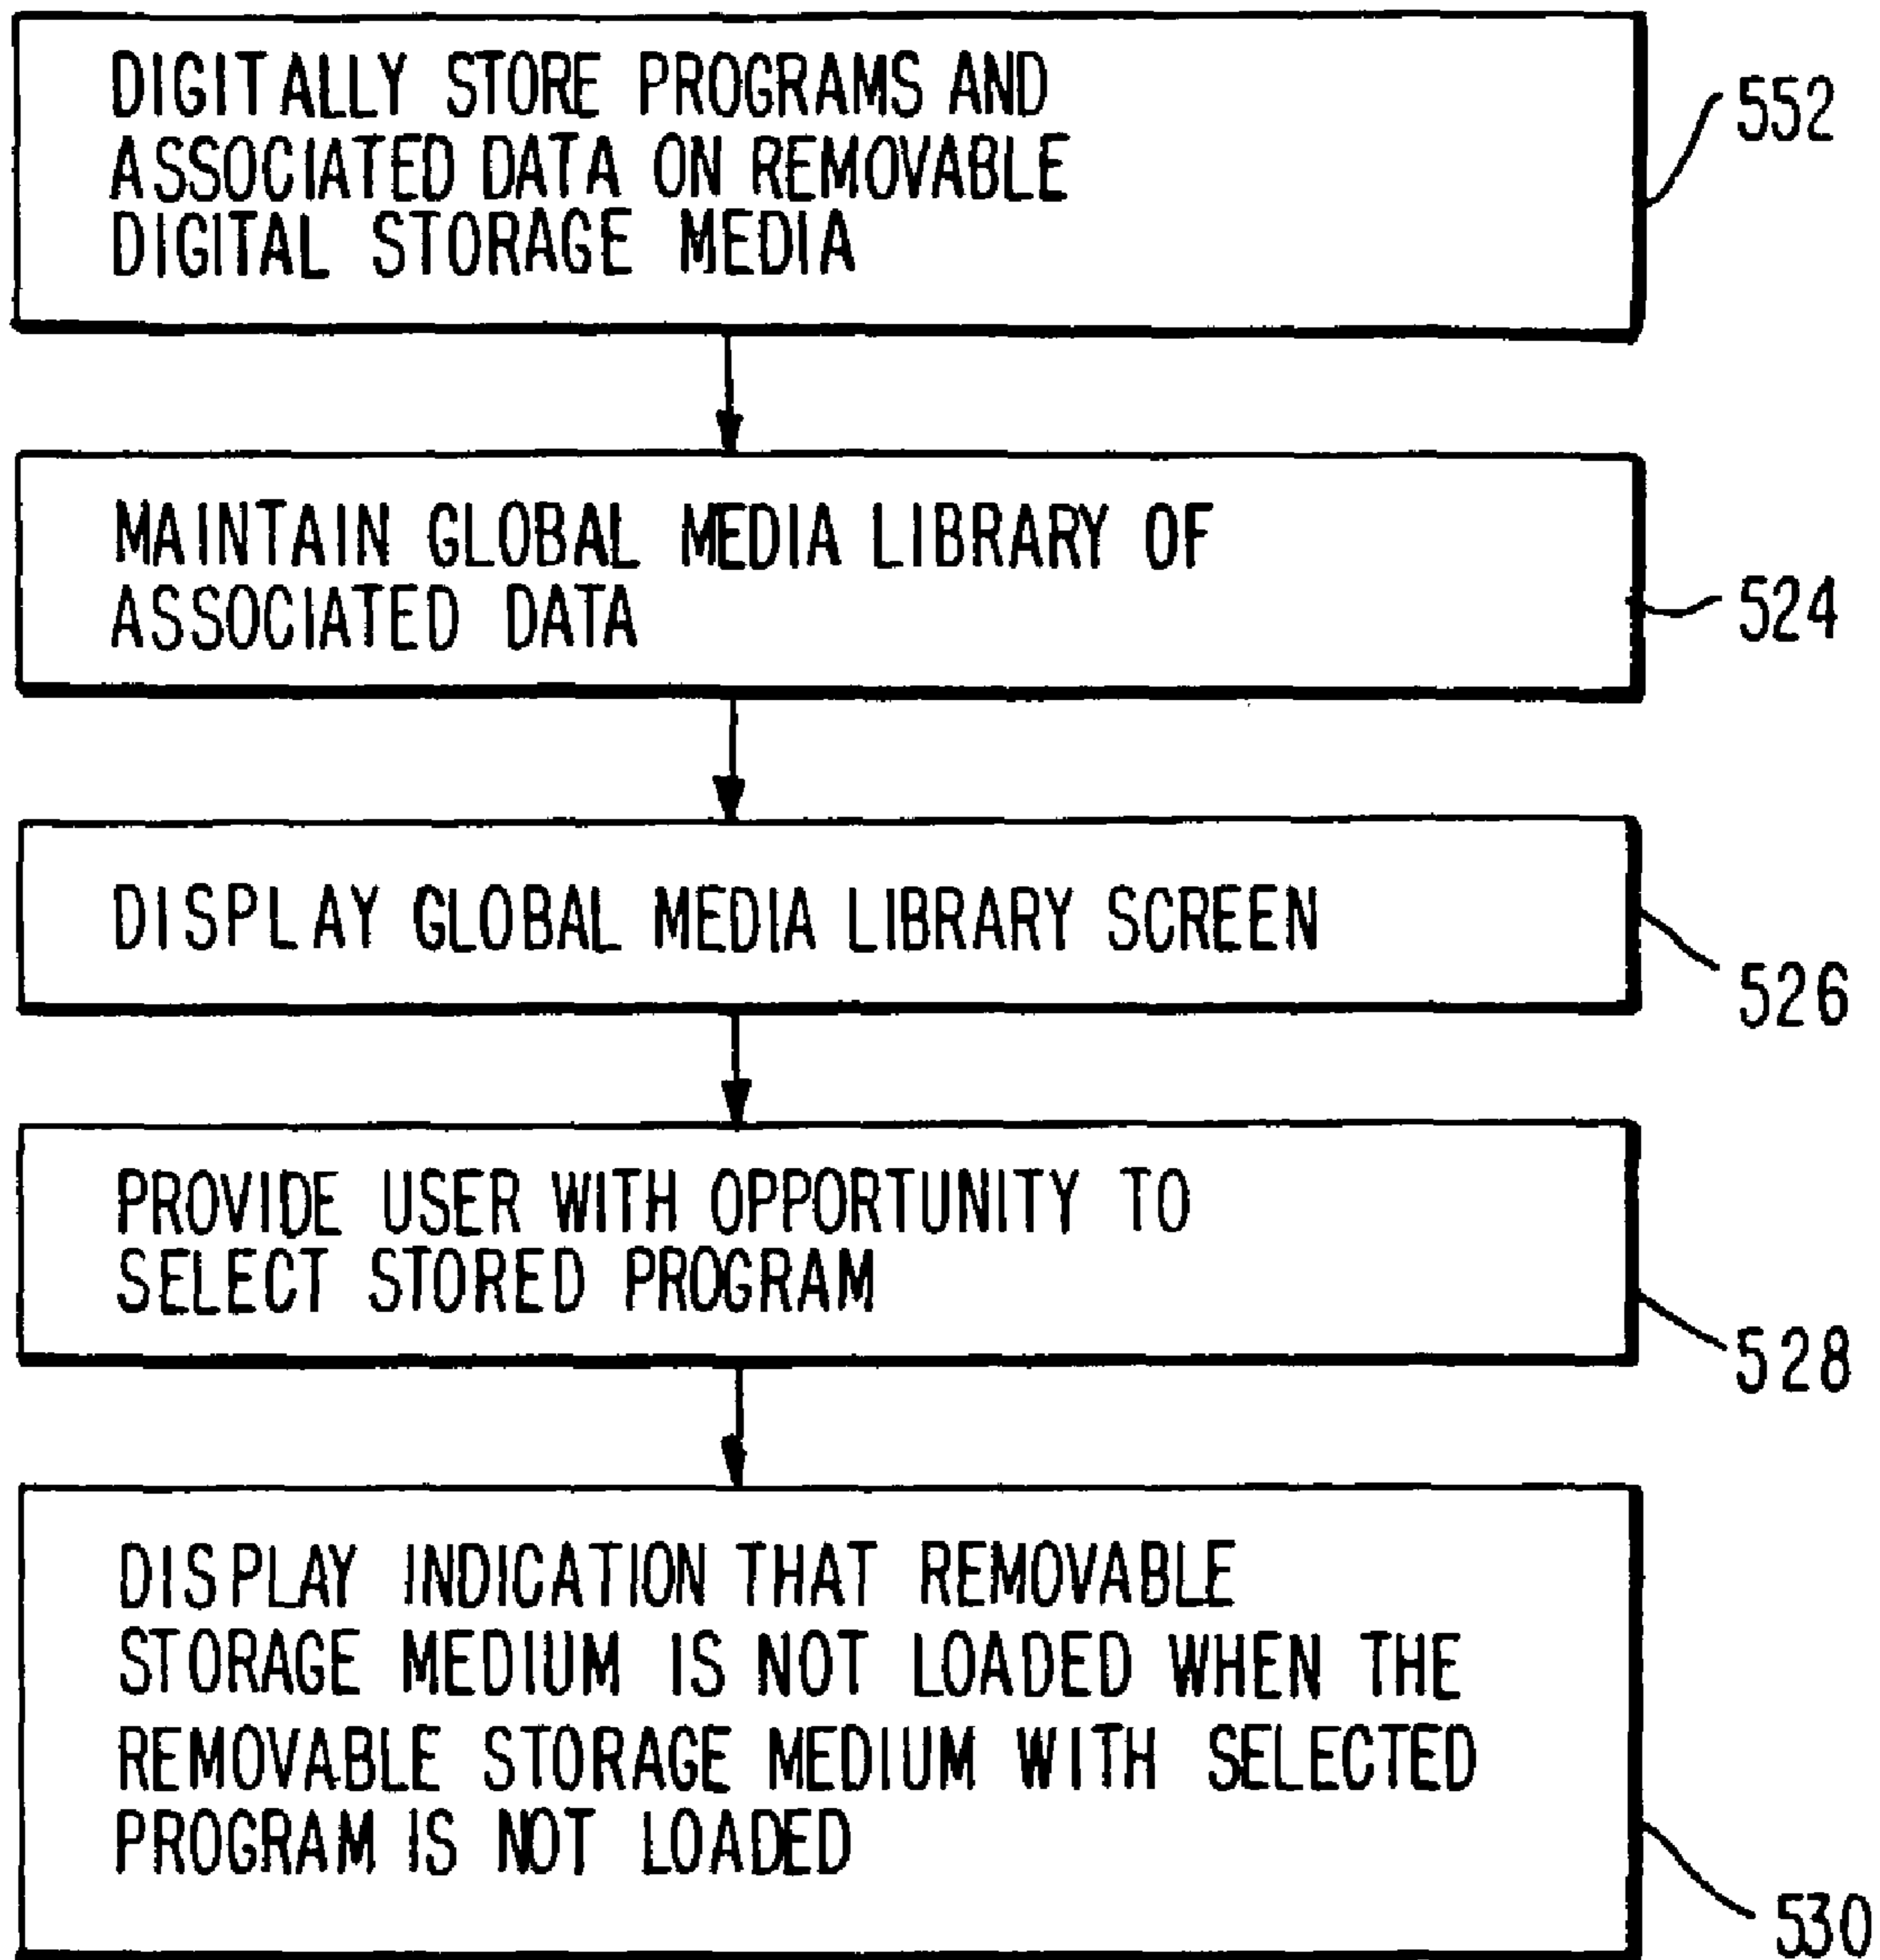 DIGITALLY STORE PROGRAMS AND
ASSOCIATED DATA ON REMOVABLE
DIGITAL STORAGE MEDIA
552
MAINTAIN GLOBAL MEDIA LIBRARY OF
ASSOCIATED DATA
524
DISPLAY GLOBAL MEDIA LIBRARY SCREEN
526
PROVIDE USER WITH OPPORTUNITY TO
SELECT STORED PROGRAM
528
DISPLAY INDICATION THAT REMOVABLE
STORAGE MEDIUM IS NOT LOADED WHEN THE
REMOVABLE STORAGE MEDIUM WITH SELECTED
PROGRAM IS NOT LOADED
530